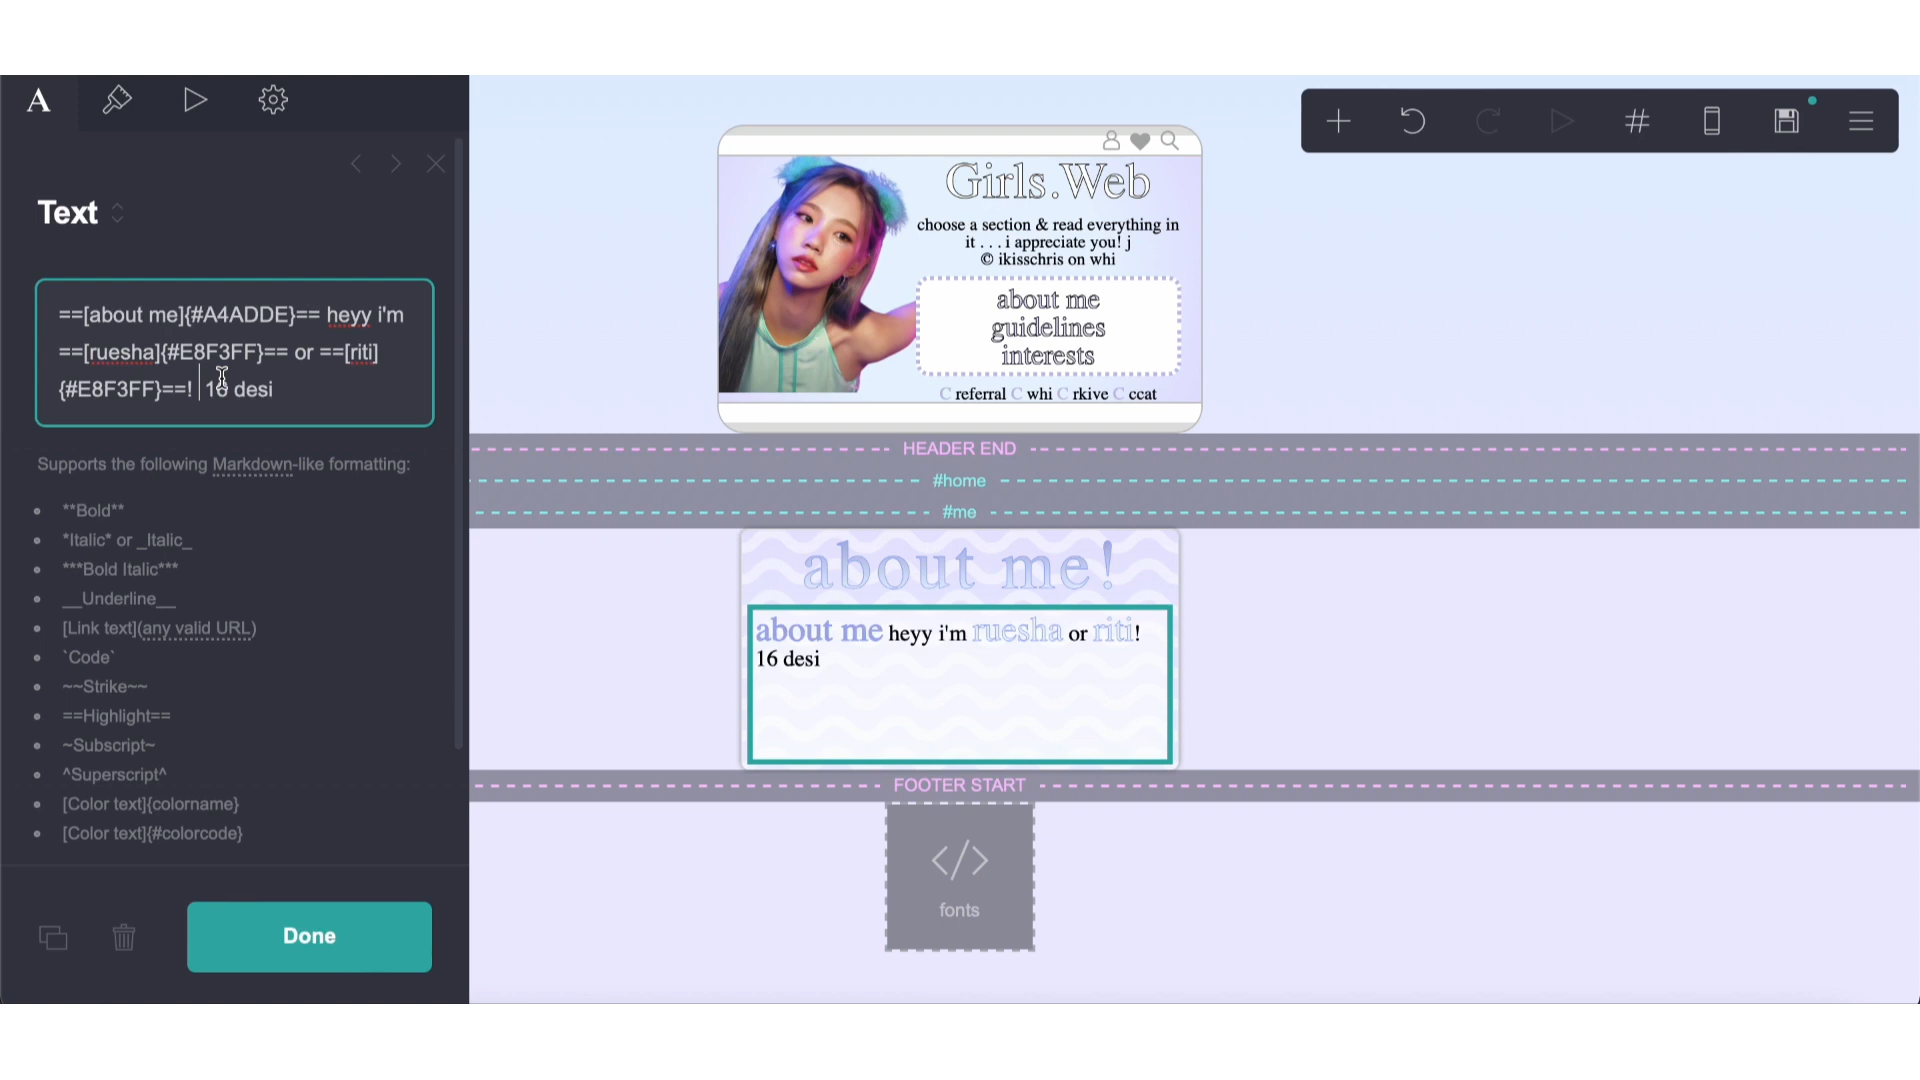 A
Text
==[about me]{#A4ADDE}== heyy i'm
==[ruesha]{#E8F3FF}== or ==[riti]
{#E8F3FF}==! 16 desi
Supports the following Markdown-like formatting:
**Bold**
*Italic* or _Italic_
***Bold Italic***
__Underline__
[Link text](any valid URL)
`Code`
~~Strike~~
==Highlight==
~Subscript~
^Superscript^
[Color text]{colorname}
[Color text]{#colorcode}
Done
Girls.Web
choose a section & read everything in
it . . . i appreciate you! j
© ikisschris on whi
about me
guidelines
interests
C referral C whi C rkive C ccat
HEADER END
#home
#me
about me!
about me heyy i'm ruesha or riti!
16 desi
FOOTER START
</>
fonts